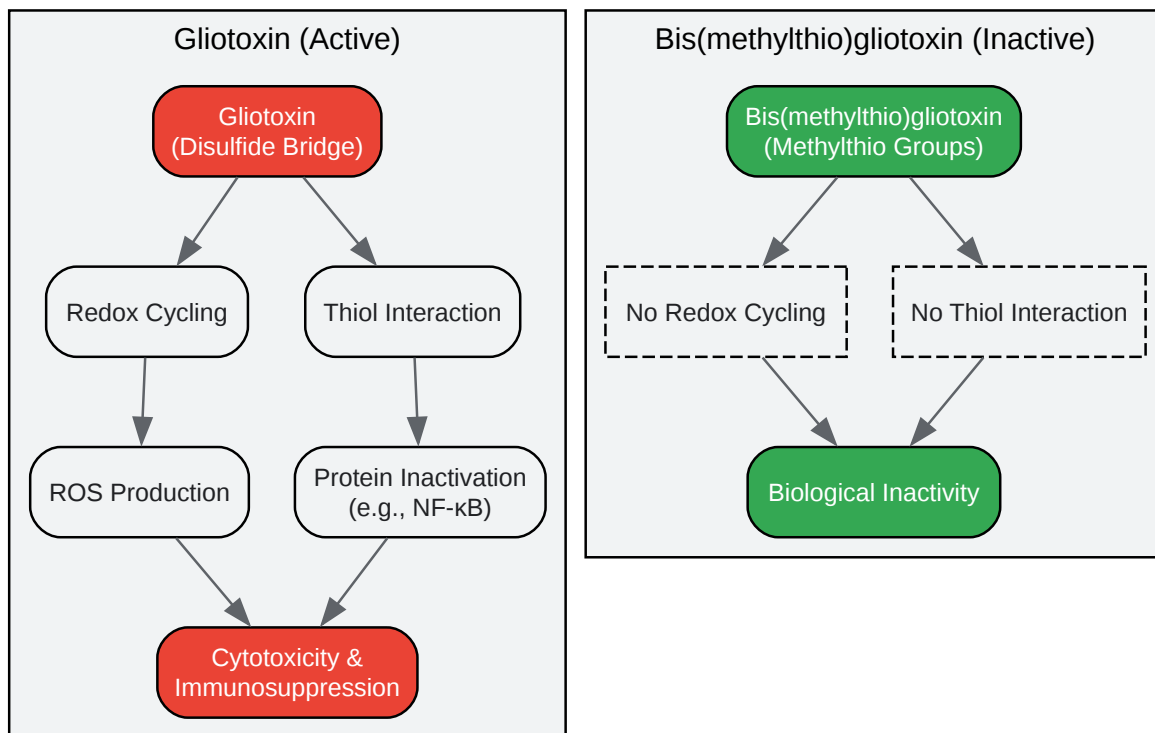 Gliotoxin (Active)
Gliotoxin
(Disulfide Bridge)
Redox Cycling
Thiol Interaction
ROS Production
Protein Inactivation
(e.g., NF-κB)
Cytotoxicity &
Immunosuppression
Bis(methylthio)gliotoxin (Inactive)
Bis(methylthio)gliotoxin
(Methylthio Groups)
No Redox Cycling
No Thiol Interaction
Biological Inactivity